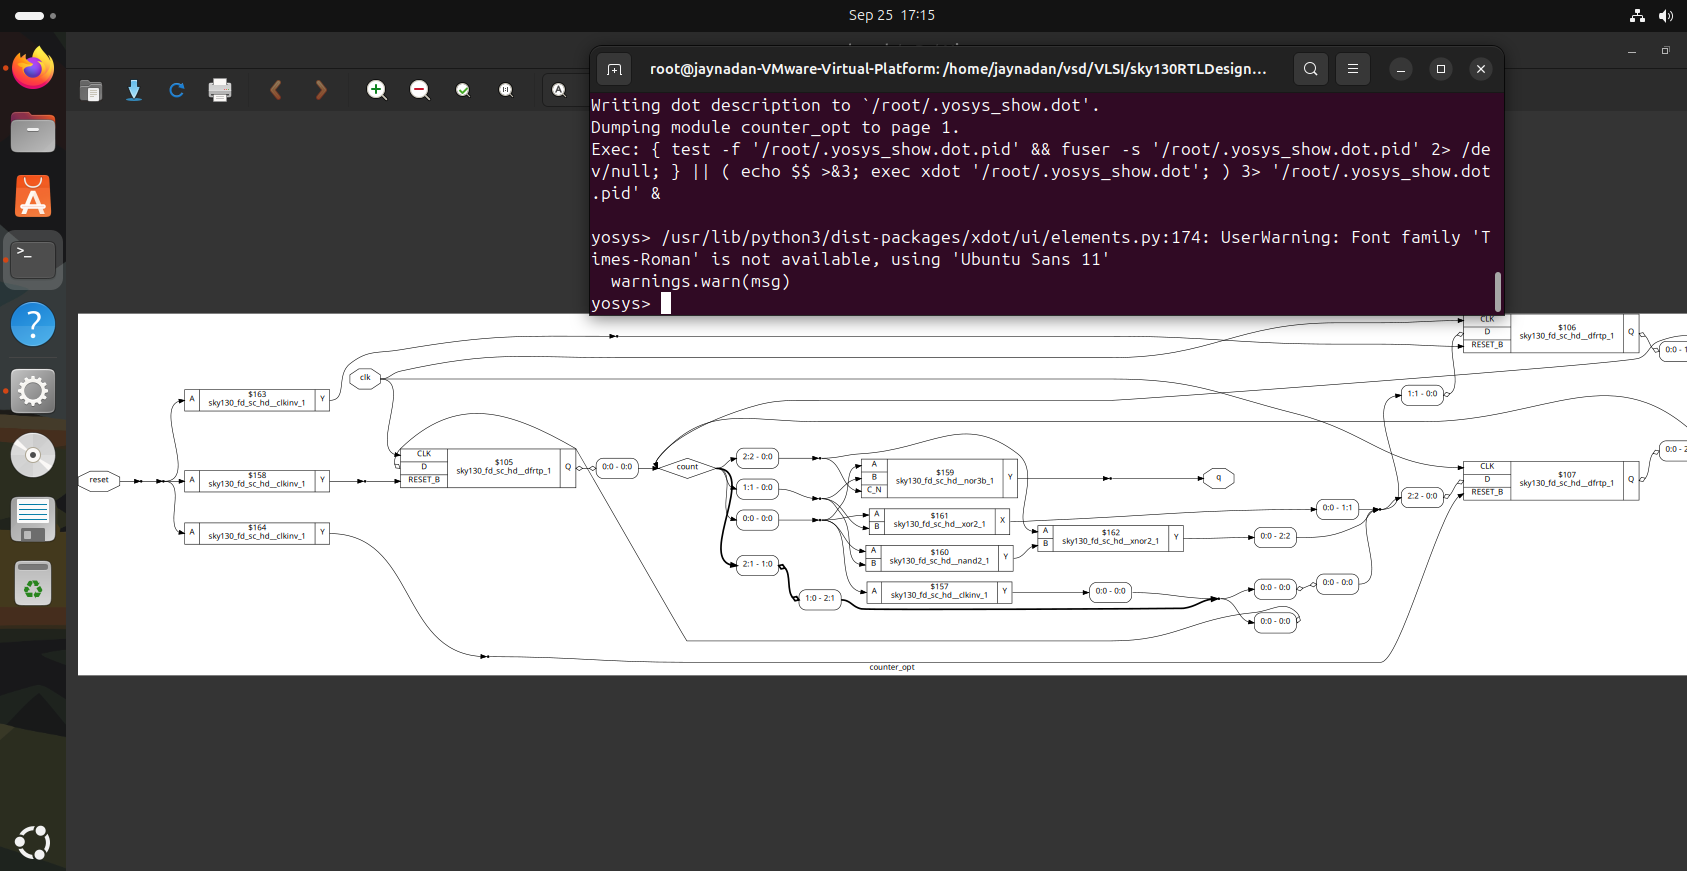 Sep 25 17:15
root@jaynadan-VMware-Virtual-Platform: /home/jaynadan/vsd/VLSI/sky130RTLDesign...
Writing dot description to `/root/.yosys_show.dot'.
Dumping module counter_opt to page 1.
Exec: { test -f '/root/.yosys_show.dot.pid' && fuser -s '/root/.yosys_show.dot.pid' 2> /de
v/null; } || ( echo $$ >&3; exec xdot '/root/.yosys_show.dot'; ) 3> '/root/.yosys_show.dot
.pid' &
yosys> /usr/lib/python3/dist-packages/xdot/ui/elements.py:174: UserWarning: Font family 'T
imes-Roman' is not available, using 'Ubuntu Sans 11'
warnings.warn(msg)
yosys>
CLK
D
RESET_B
$106
sky130_fd_sc_hd__dfrtp_1
Q
0:0 - 1
clk
A
$163
sky130_fd_sc_hd__clkinv_1
Y
1:1 - 0:0
reset
A
$158
sky130_fd_sc_hd__clkinv_1
Y
CLK
D
RESET_B
$105
sky130_fd_sc_hd__dfrtp_1
Q
0:0 - 0:0
count
2:2 - 0:0
1:1 - 0:0
0:0 - 0:0
2:1 - 1:0
1:0 - 2:1
A
B
C_N
$159
sky130_fd_sc_hd__nor3b_1
Y
q
A
B
$161
sky130_fd_sc_hd__xor2_1
X
A
B
$160
sky130_fd_sc_hd__nand2_1
Y
A
$157
sky130_fd_sc_hd__clkinv_1
Y
A
B
$162
sky130_fd_sc_hd__xnor2_1
Y
0:0 - 0:0
0:0 - 1:1
0:0 - 2:2
0:0 - 0:0
0:0 - 0:0
0:0 - 0:0
2:2 - 0:0
CLK
D
RESET_B
$107
sky130_fd_sc_hd__dfrtp_1
Q
0:0 - 2
A
$164
sky130_fd_sc_hd__clkinv_1
Y
counter_opt